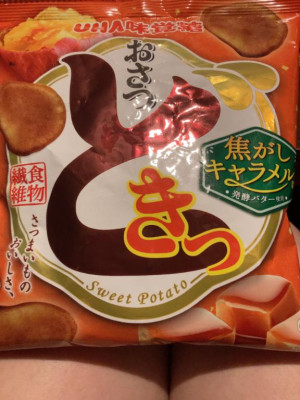 UHA味覚糖
おさつ
どきっ
焦がし
キャラメル
発酵バター使用
食物
繊維
さつまいもの
おいしさ、
Sweet Potato